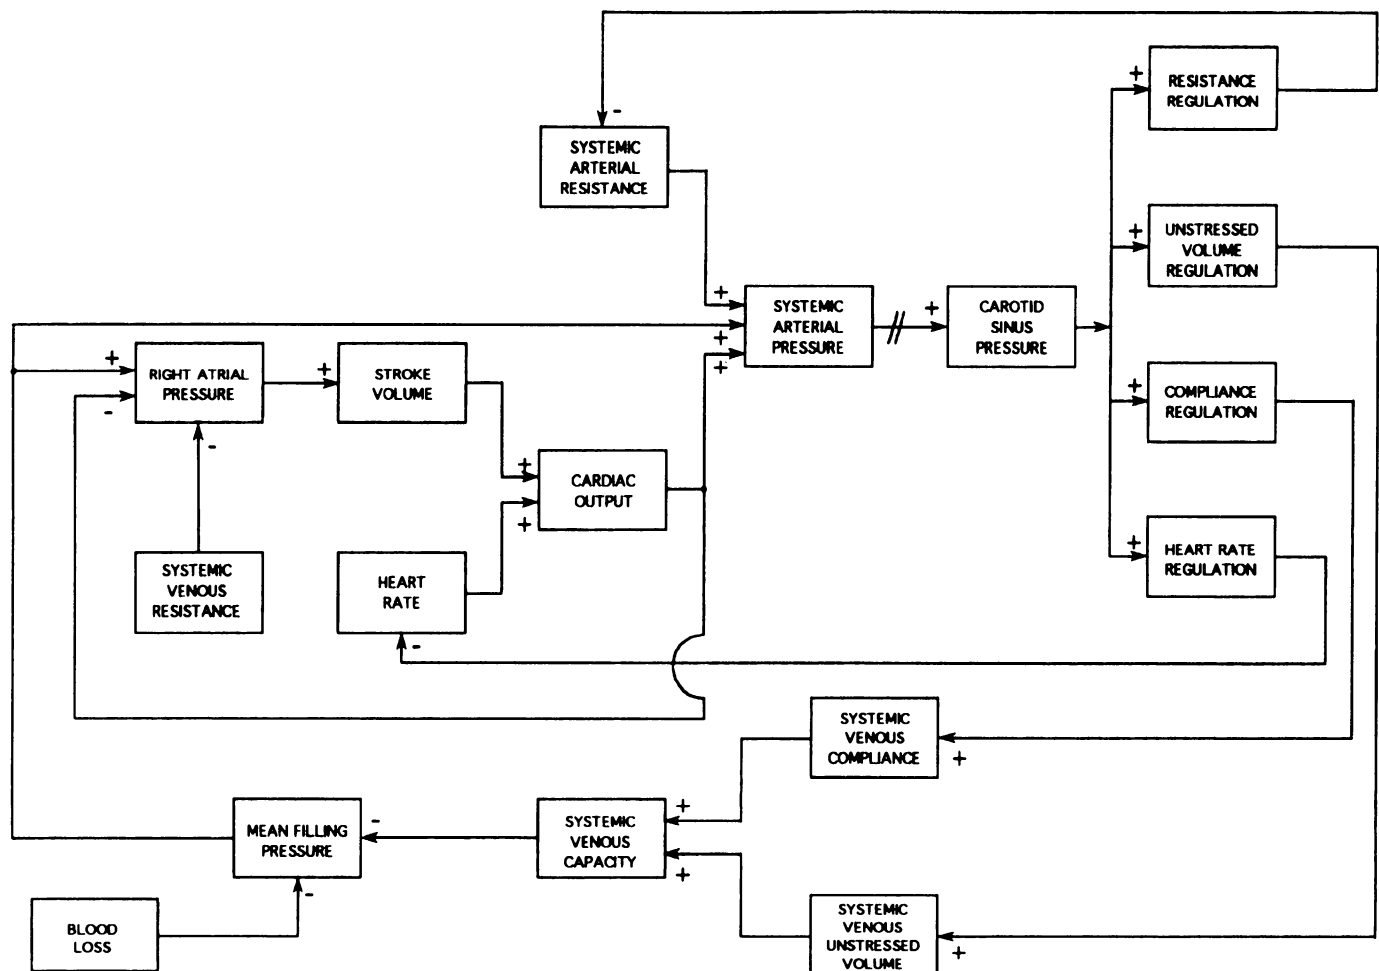 RESISTANCE
REGULATION
+
-
SYSTEMIC
ARTERIAL
RESISTANCE
UNSTRESSED
VOLUME
REGULATION
+
+
SYSTEMIC
ARTERIAL
PRESSURE
+
+
+
CAROTID
SINUS
PRESSURE
RIGHT ATRIAL
PRESSURE
+
-
-
STROKE
VOLUME
+
COMPLIANCE
REGULATION
+
CARDIAC
OUTPUT
+
+
SYSTEMIC
VENOUS
RESISTANCE
HEART
RATE
-
HEART RATE
REGULATION
+
SYSTEMIC
VENOUS
COMPLIANCE
+
MEAN FILLING
PRESSURE
-
-
SYSTEMIC
VENOUS
CAPACITY
+
+
BLOOD
LOSS
SYSTEMIC
VENOUS
UNSTRESSED
VOLUME
+